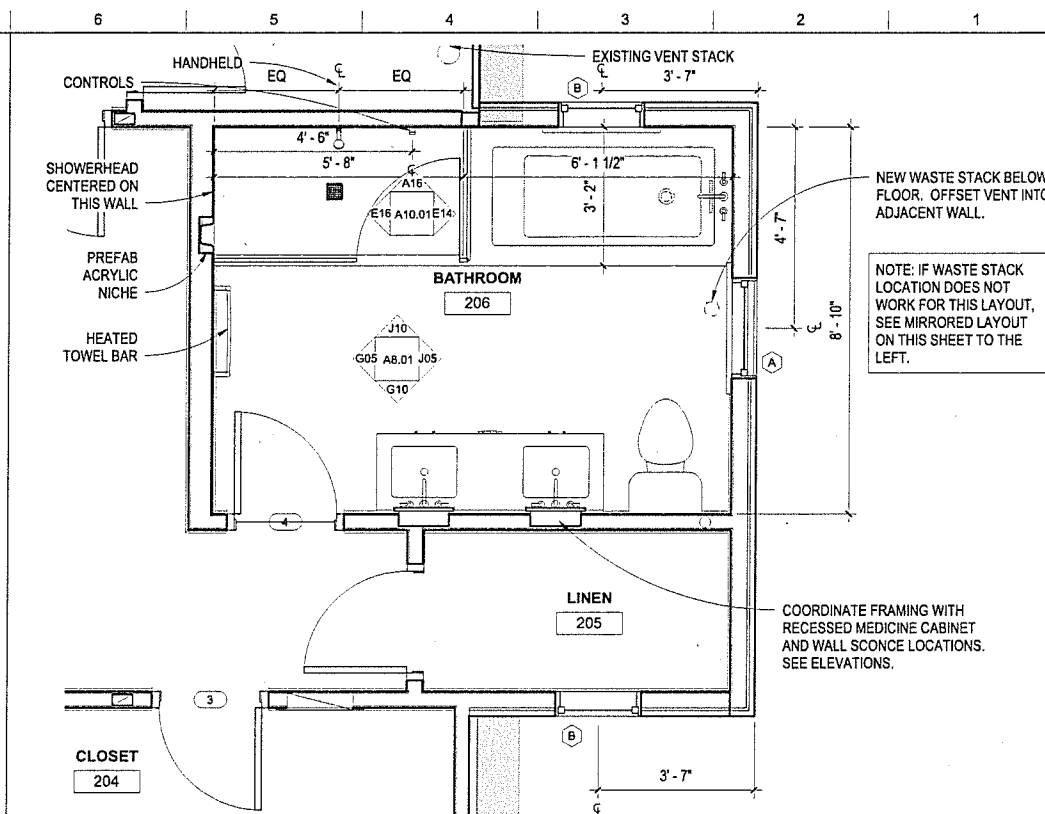 6 5 4 3 2 1
HANDHELD
CONTROLS
EQ
EQ
EXISTING VENT STACK
B
3' - 7"
4' - 6"
5' - 8"
6' - 1 1/2"
3' - 2"
SHOWERHEAD
CENTERED ON
THIS WALL
A16
E16 A10.01 E14
NEW WASTE STACK BELOW
FLOOR. OFFSET VENT INTO
ADJACENT WALL.
4' - 7"
8' - 10"
PREFAB
ACRYLIC
NICHE
BATHROOM
206
NOTE: IF WASTE STACK
LOCATION DOES NOT
WORK FOR THIS LAYOUT,
SEE MIRRORED LAYOUT
ON THIS SHEET TO THE
LEFT.
HEATED
TOWEL BAR
J10
G05 A8.01 J05
G10
A
4
LINEN
205
COORDINATE FRAMING WITH
RECESSED MEDICINE CABINET
AND WALL SCONCE LOCATIONS.
SEE ELEVATIONS.
3
B
CLOSET
204
3' - 7"